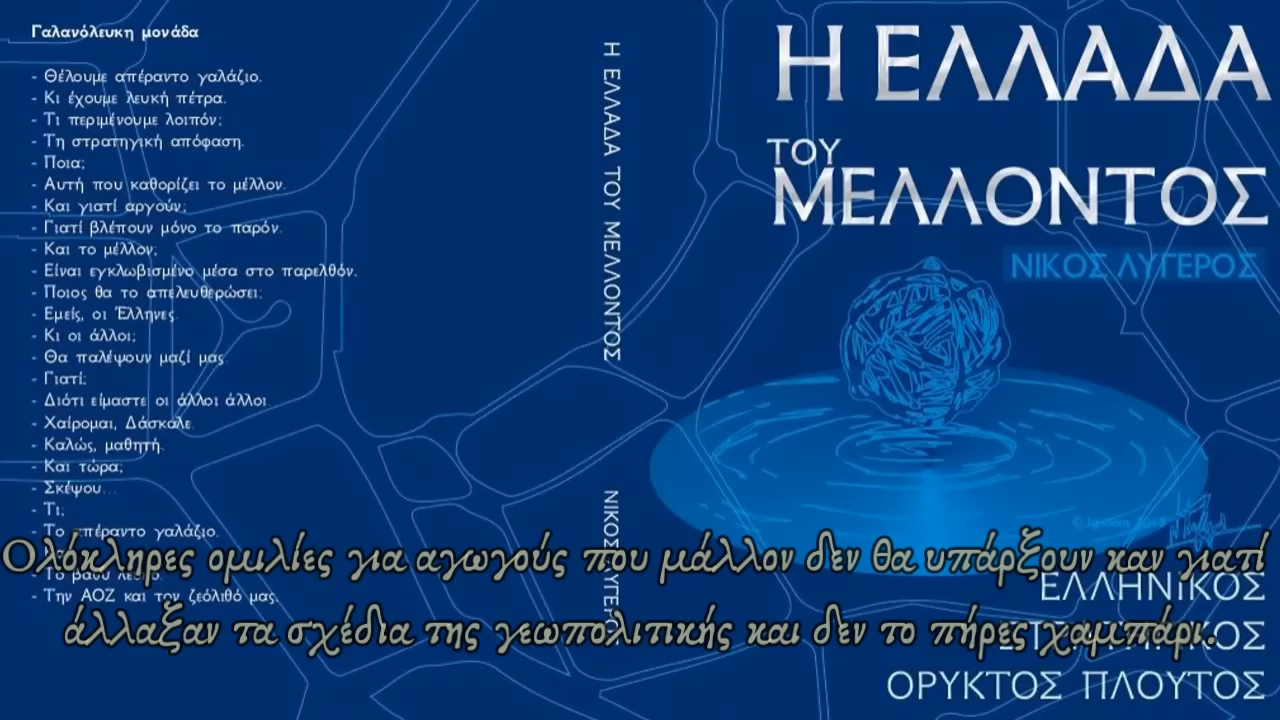 Γαλανόλευκη μονάδα
- Θέλουμε απέραντο γαλάζιο.
- Κι έχουμε λευκή πέτρα.
- Τι περιμένουμε λοιπόν;
- Τη στρατηγική απόφαση.
- Ποια;
- Αυτή που καθορίζει το μέλλον.
- Και γιατί αργούν;
- Γιατί βλέπουν μόνο το παρόν.
- Και το μέλλον;
- Είναι εγκλωβισμένο μέσα στο παρελθόν.
- Ποιος θα το απελευθερώσει;
- Εμείς, οι Έλληνες.
- Κι οι άλλοι;
- Θα παλέψουν μαζί μας.
- Γιατί;
- Διότι είμαστε οι άλλοι άλλοι
- Χαίρομαι, Δάσκαλε.
- Καλώς, μαθητή.
- Και τώρα;
- Σκέψου...
- Τι;
- Το απέραντο γαλάζιο.
- Το βαθύ
- Την ΑΟΖ και τον ζεόλιθό μας.
Η ΕΛΛΑΔΑ ΤΟΥ ΜΕΛΛΟΝΤΟΣ
ΝΙΚΟΣ ΛΥΓΕΡΟΣ
Η ΕΛΛΑΔΑ
ΤΟΥ
ΜΕΛΛΟΝΤΟΣ
ΝΙΚΟΣ ΛΥΓΕΡΟΣ
ΕΛΛΗΝΙΚΟΣ
ΟΡΥΚΤΟΣ ΠΛΟΥΤΟΣ
Ολόκληρες ομιλίες για αγωγούς που μάλλον δεν θα υπάρξουν καν γιατί
άλλαξαν τα σχέδια της γεωπολιτικής και δεν το πήρες χαμπάρι.